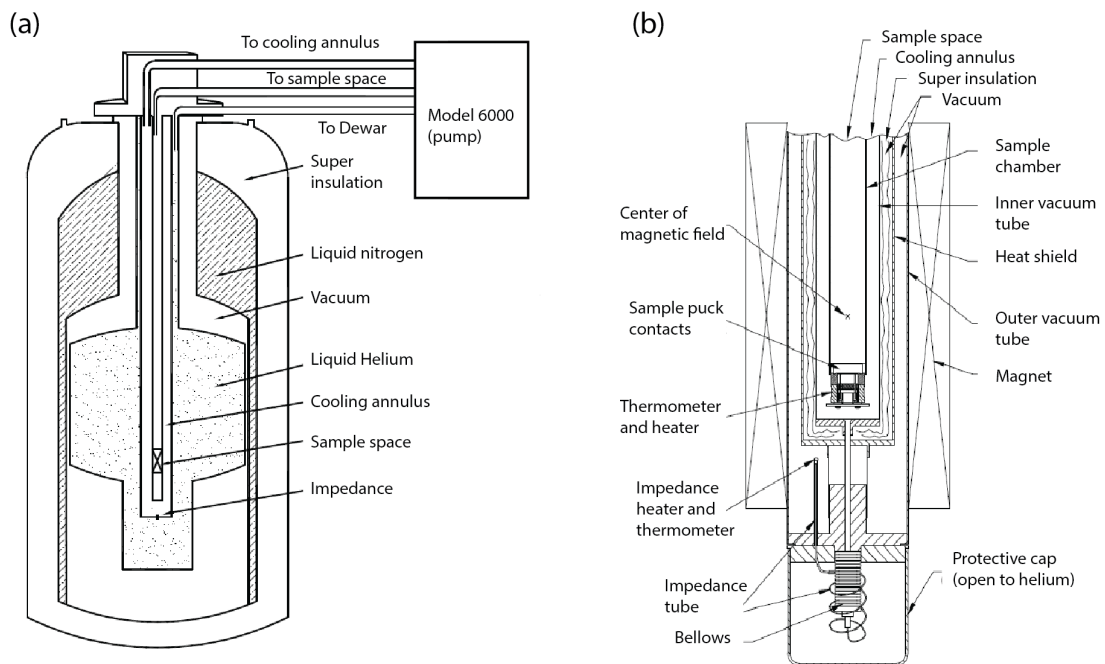 (a)
To cooling annulus
To sample space
To Dewar
Model 6000
(pump)
Super
insulation
Liquid nitrogen
Vacuum
Liquid Helium
Cooling annulus
Sample space
Impedance
(b)
Sample space
Cooling annulus
Super insulation
Vacuum
Sample
chamber
Inner vacuum
tube
Heat shield
Outer vacuum
tube
Magnet
Center of
magnetic field
Sample puck
contacts
Thermometer
and heater
Impedance
heater and
thermometer
Impedance
tube
Bellows
Protective cap
(open to helium)